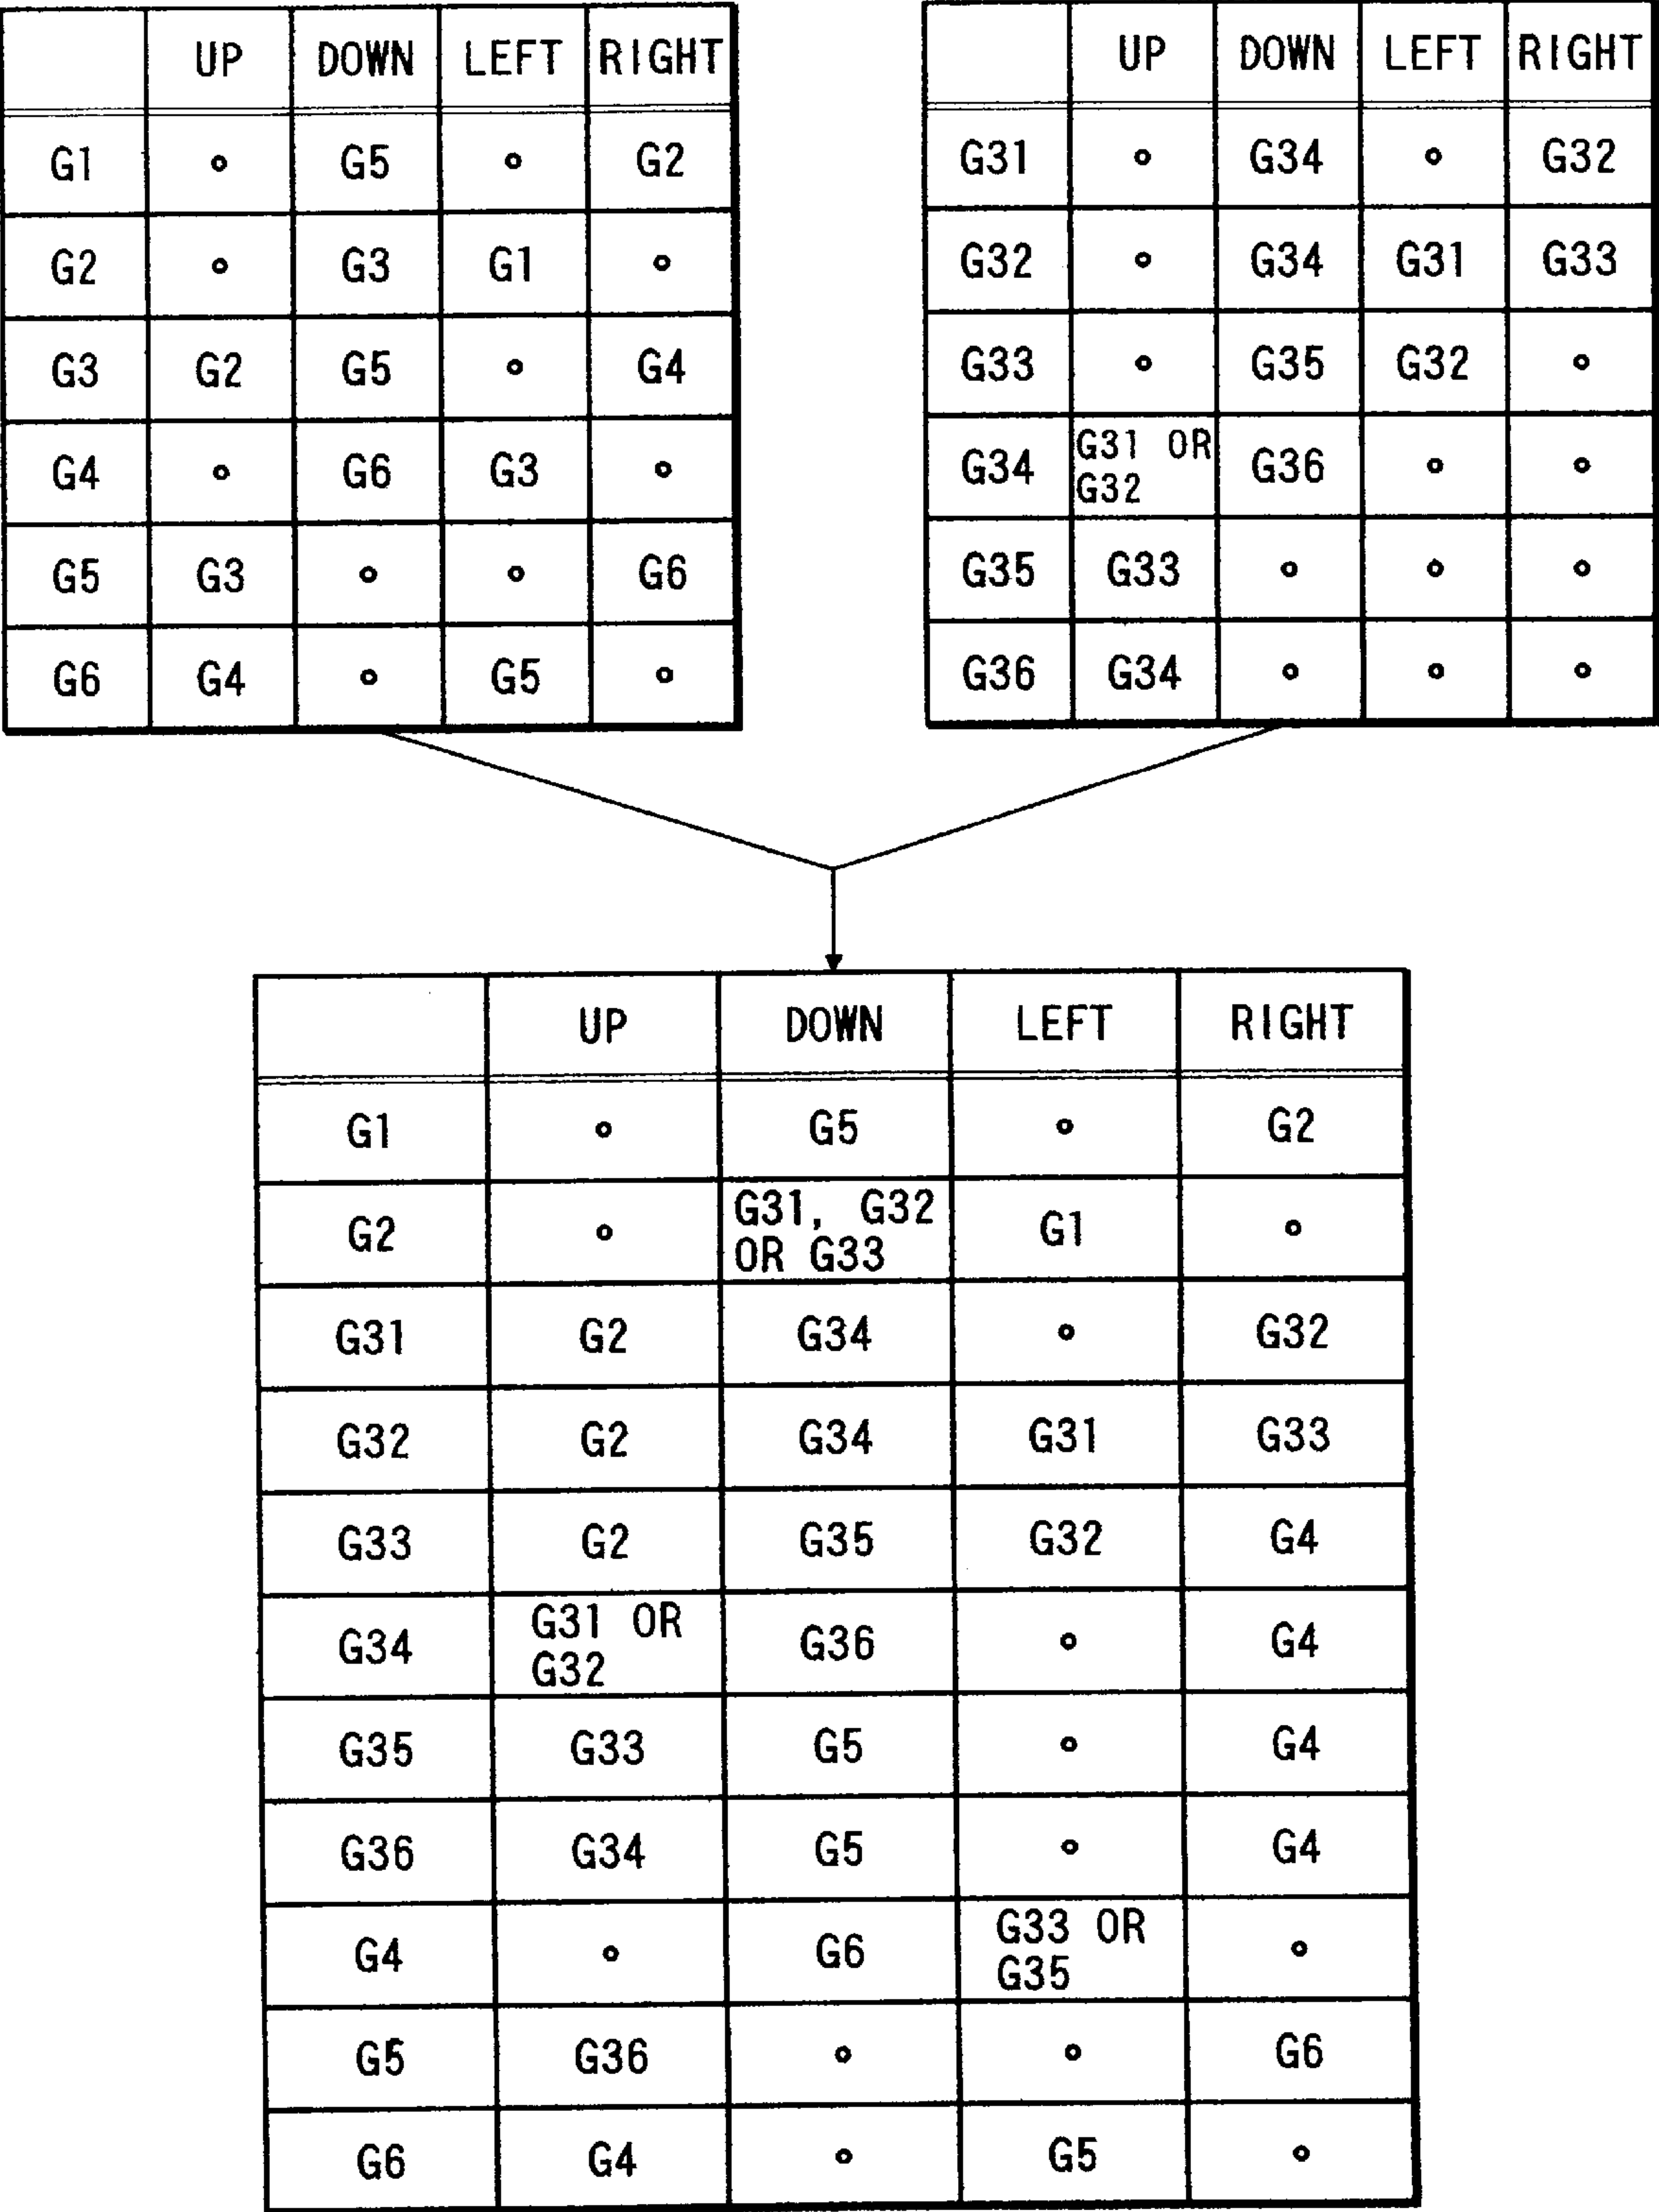 UP DOWN LEFT RIGHT
G1 ∘ G5 ∘ G2
G2 ∘ G3 G1 ∘
G3 G2 G5 ∘ G4
G4 ∘ G6 G3 ∘
G5 G3 ∘ ∘ G6
G6 G4 ∘ G5 ∘
UP DOWN LEFT RIGHT
G31 ∘ G34 ∘ G32
G32 ∘ G34 G31 G33
G33 ∘ G35 G32 ∘
G34 G31 OR G32 G36 ∘ ∘
G35 G33 ∘ ∘ ∘
G36 G34 ∘ ∘ ∘
UP DOWN LEFT RIGHT
G1 ∘ G5 ∘ G2
G2 ∘ G31, G32 OR G33 G1 ∘
G31 G2 G34 ∘ G32
G32 G2 G34 G31 G33
G33 G2 G35 G32 G4
G34 G31 OR G32 G36 ∘ G4
G35 G33 G5 ∘ G4
G36 G34 G5 ∘ G4
G4 ∘ G6 G33 OR G35 ∘
G5 G36 ∘ ∘ G6
G6 G4 ∘ G5 ∘